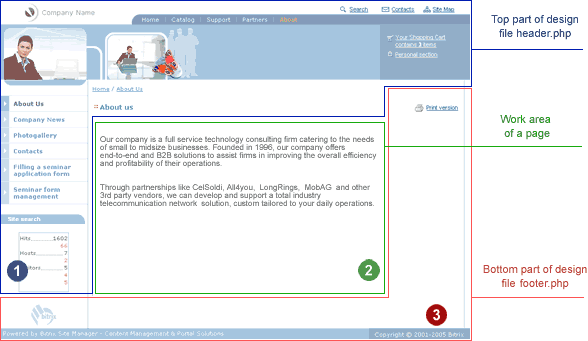 Company Name
Search Contacts Site Map
Home Catalog Support Partners About
Your Shopping Cart
contains 3 items
Personal section
Home / About Us
About us
Print version
About Us
Company News
Photogallery
Contacts
Filling a seminar
application form
Seminar form
management
Site search
Hits 1602
66
Hosts 7
2
5
4
5
1
Our company is a full service technology consulting firm catering to the needs
of small to midsize businesses. Founded in 1996, our company offers
end-to-end and B2B solutions to assist firms in improving the overall efficiency
and profitability of their operations.
Through partnerships like CelSoldi, All4you, LongRings, MobAG and other
3rd party vendors, we can develop and support a total industry
telecommunication network solution, custom tailored to your daily operations.
2
3
Bitrix
Powered by Bitrix Site Manager - Content Management & Portal Solutions
Copyright © 2001-2005 Bitrix
Top part of design
file header.php
Work area
of a page
Bottom part of design
file footer.php